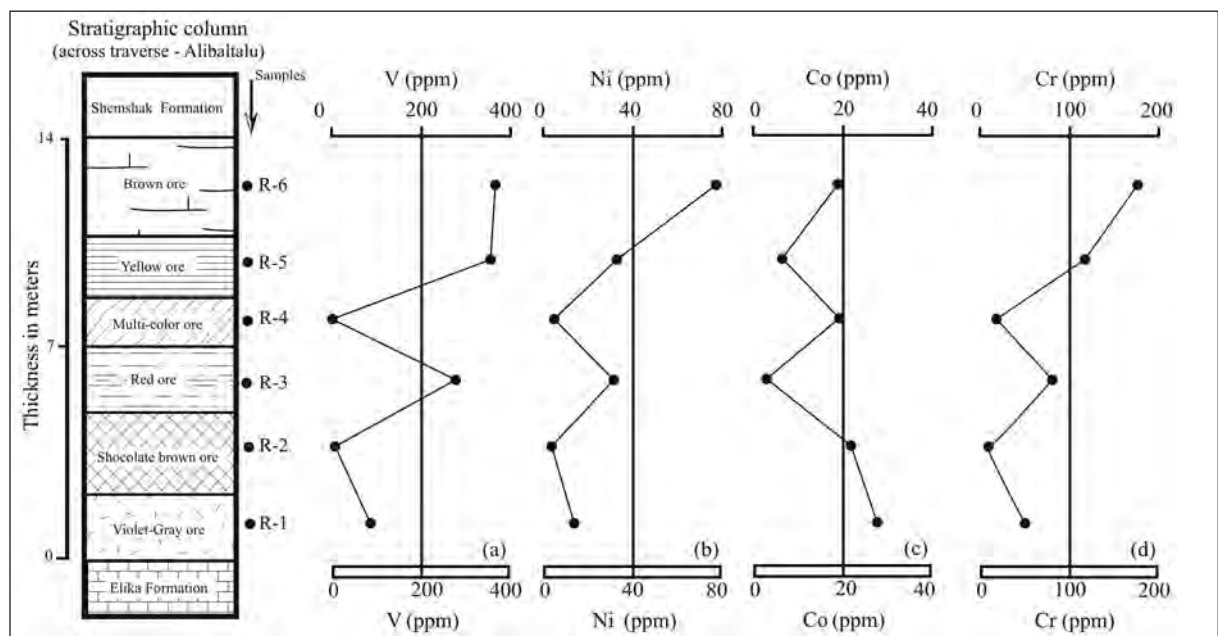 Stratigraphic column
(across traverse - Alibaltalu)
Samples
V (ppm)
Ni (ppm)
Co (ppm)
Cr (ppm)
0 200 400
0 40 80
0 20 40
0 100 200
Thickness in meters
14
7
0
Shemshak Formation
Brown ore
Yellow ore
Multi-color ore
Red ore
Shocolate brown ore
Violet-Gray ore
Elika Formation
R-6
R-5
R-4
R-3
R-2
R-1
(a)
(b)
(c)
(d)
0 200 400
0 40 80
0 20 40
0 100 200
V (ppm)
Ni (ppm)
Co (ppm)
Cr (ppm)